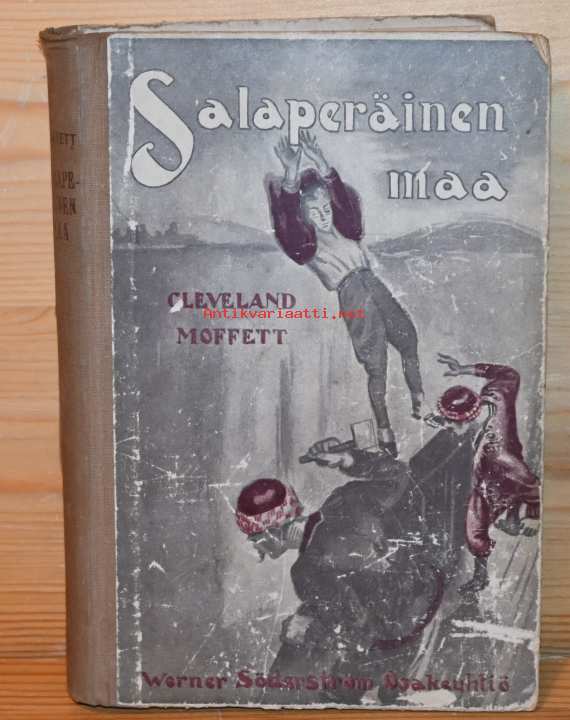 Salaperäinen
maa
CLEVELAND
Antikvariaatti.net
MOFFETT
Werner Söderström Osakeyhtiö